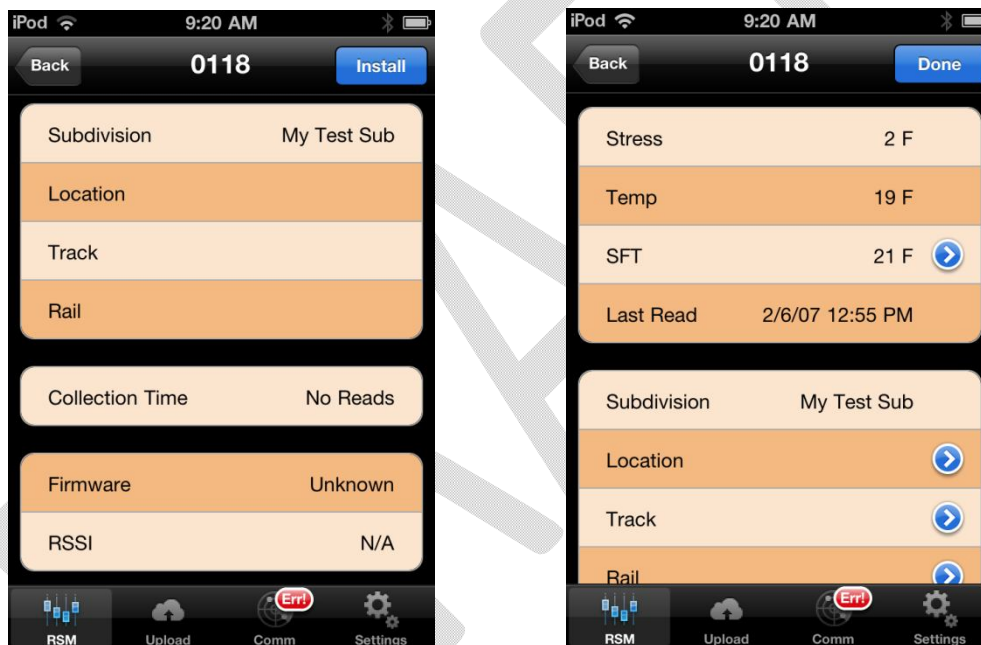 iPod 9:20 AM
Back 0118 Install
Subdivision My Test Sub
Location
Track
Rail
Collection Time No Reads
Firmware Unknown
RSSI N/A
Err!
RSM Upload Comm Settings
iPod 9:20 AM
Back 0118 Done
Stress 2 F
Temp 19 F
SFT 21 F
Last Read 2/6/07 12:55 PM
Subdivision My Test Sub
Location
Track
Rail
Err!
RSM Upload Comm Settings